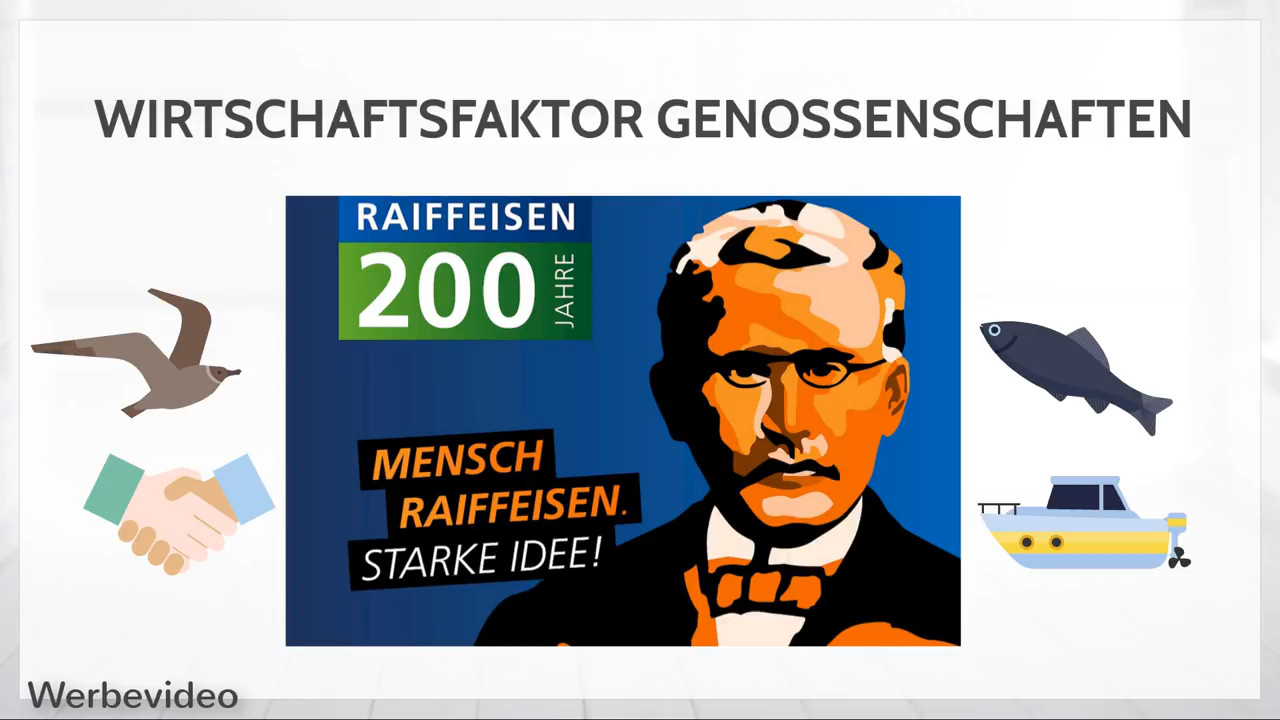 WIRTSCHAFTSFAKTOR GENOSSENSCHAFTEN
RAIFFEISEN
200 JAHRE
MENSCH
RAIFFEISEN.
STARKE IDEE!
Werbevideo